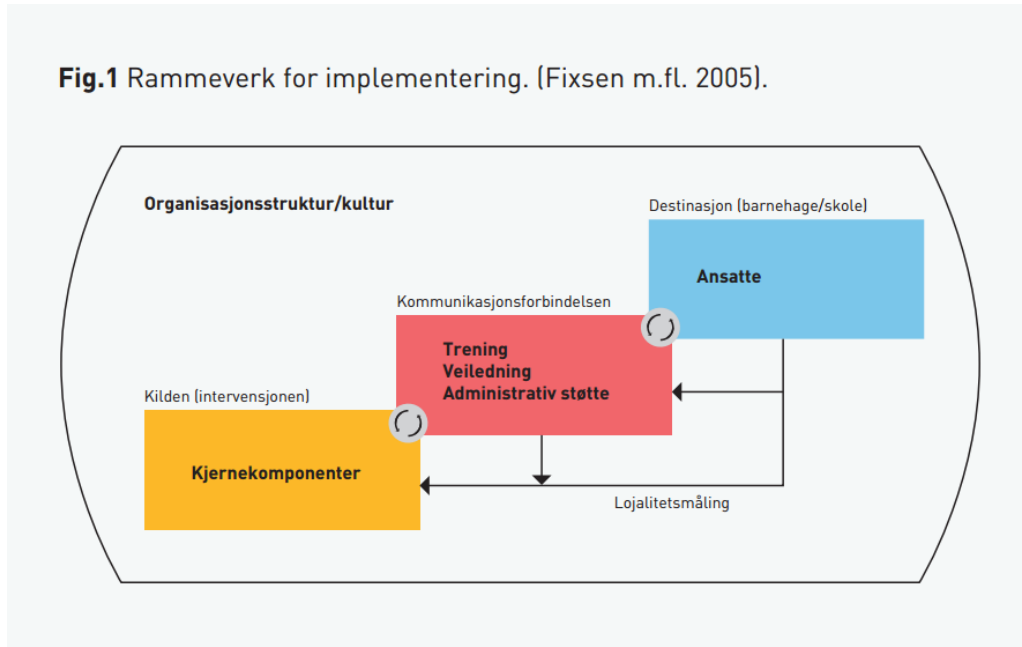 Fig.1 Rammeverk for implementering. (Fixsen m.fl. 2005).
Organisasjonsstruktur/kultur
Destinasjon (barnehage/skole)
Ansatte
Kommunikasjonsforbindelsen
Trening
Veiledning
Administrativ støtte
Kilden (intervensjonen)
Kjernekomponenter
Lojalitetsmåling